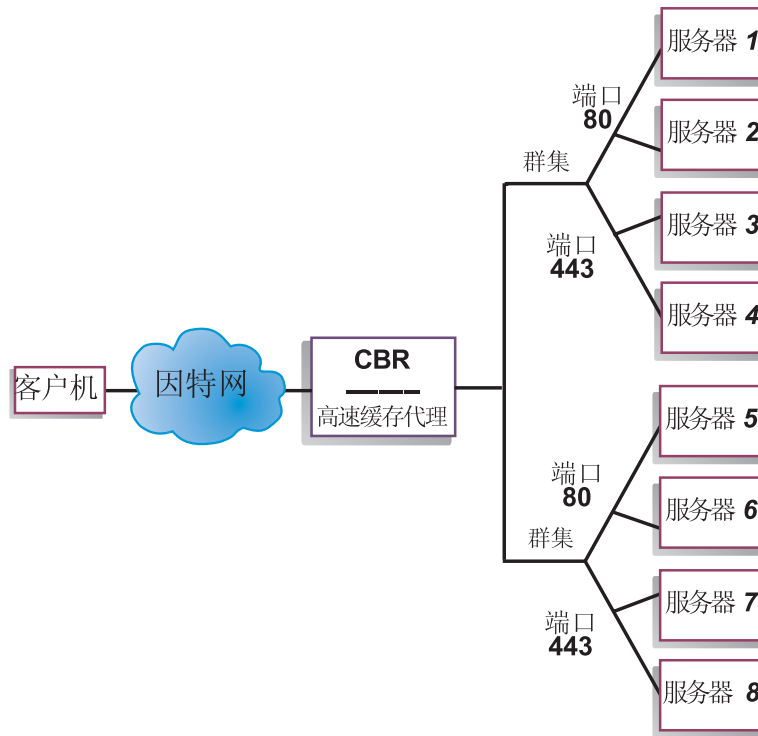 客户机
因特网
CBR
高速缓存代理
群集
端口
80
端口
443
服务器 1
服务器 2
服务器 3
服务器 4
群集
端口
80
端口
443
服务器 5
服务器 6
服务器 7
服务器 8